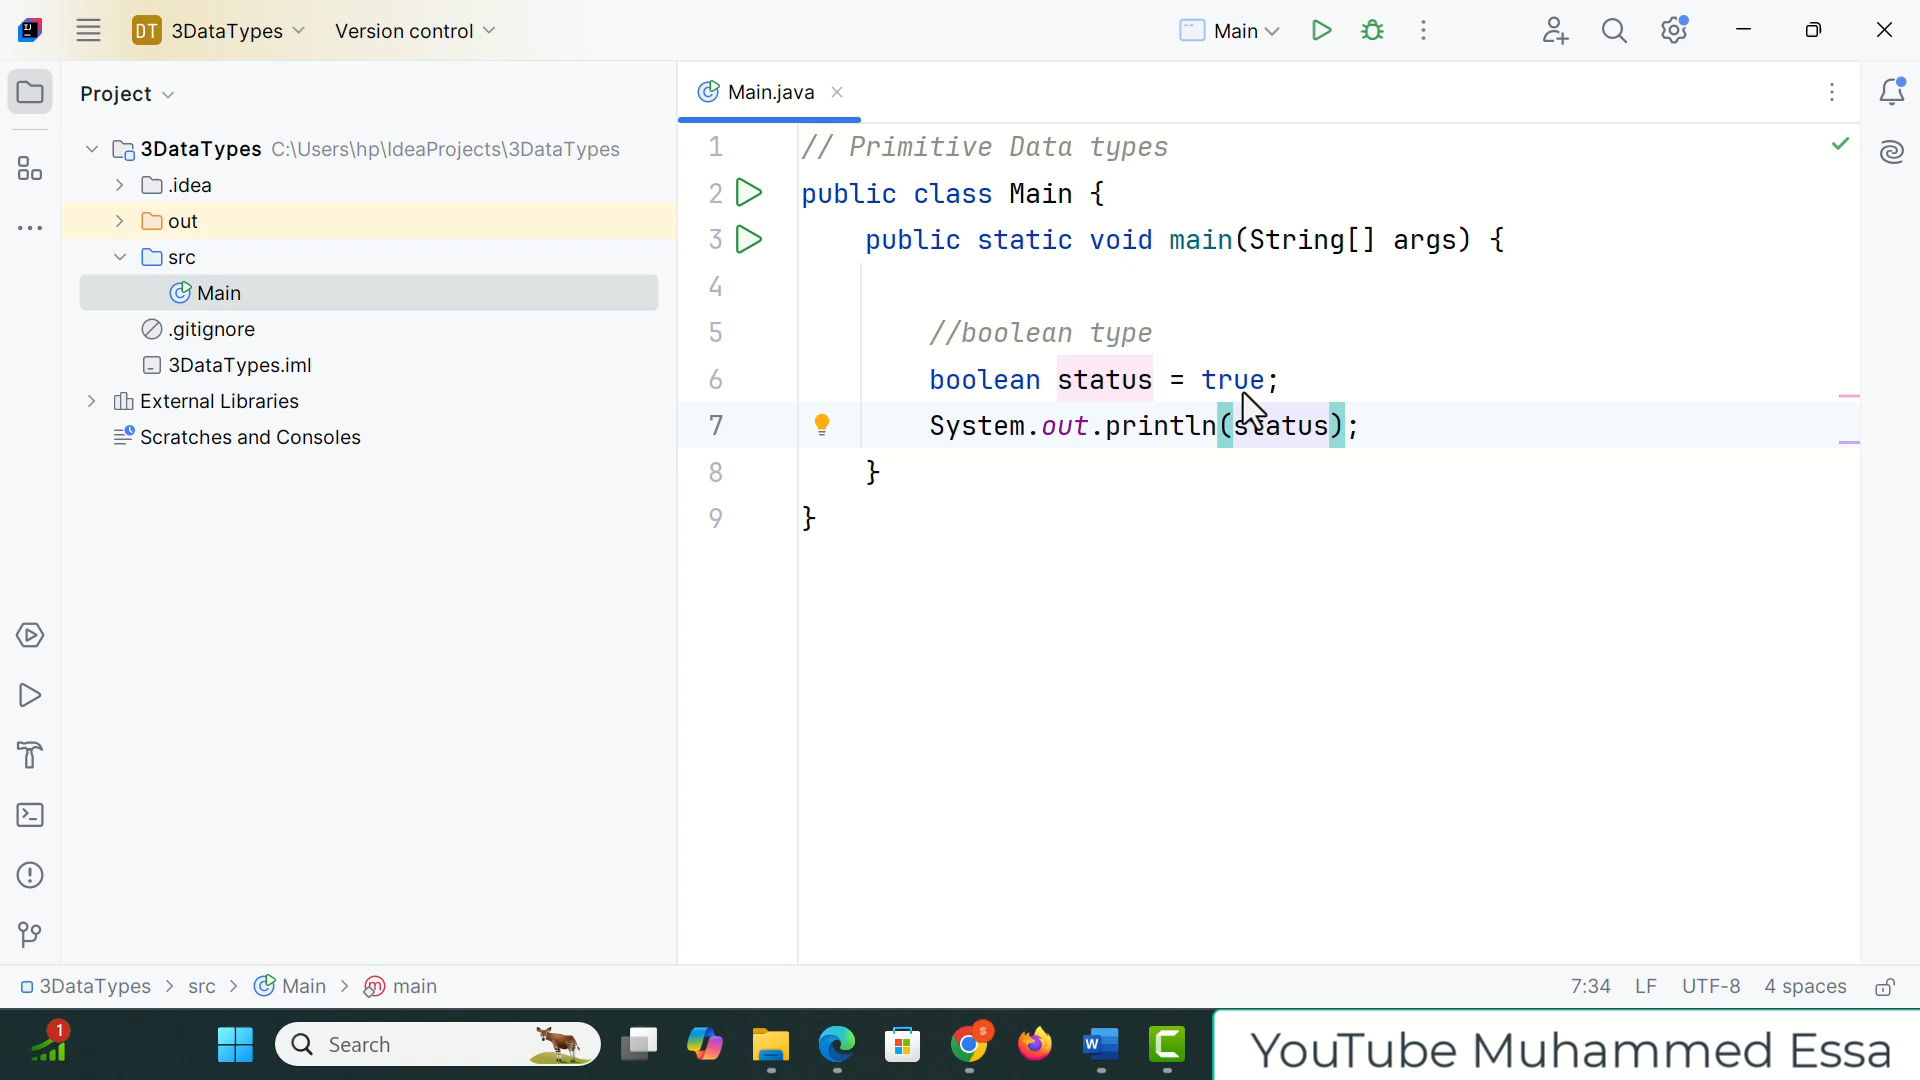 DT 3DataTypes
Version control
Main
Project
Main.java
3DataTypes C:\Users\hp\IdeaProjects\3DataTypes
.idea
out
src
Main
.gitignore
3DataTypes.iml
External Libraries
Scratches and Consoles
1 // Primitive Data types
2 public class Main {
3 public static void main(String[] args) {
4
5 //boolean type
6 boolean status = true;
7 System.out.println(status);
8 }
9 }
3DataTypes > src > Main > main
7:34 LF UTF-8 4 spaces
1
Search
YouTube Muhammed Essa